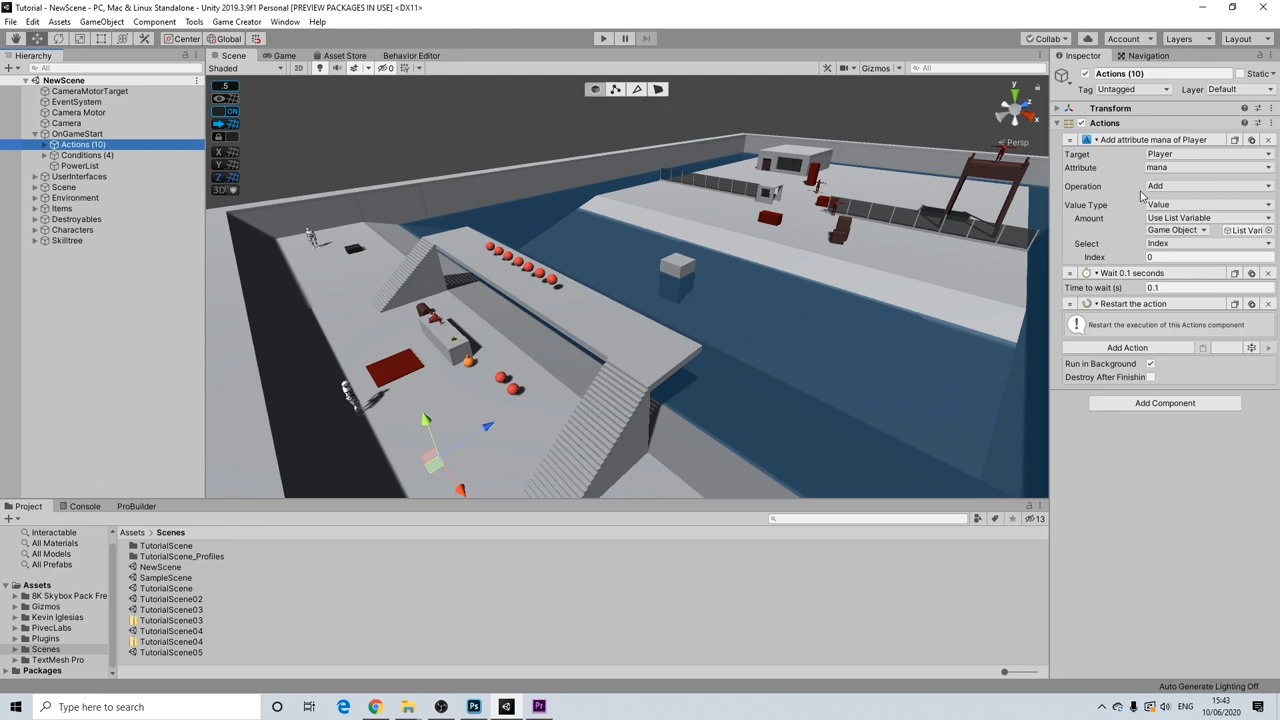 Tutorial - NewScene - PC, Mac & Linux Standalone - Unity 2019.3.9f1 Personal [PREVIEW PACKAGES IN USE] <DX11>
File Edit Assets GameObject Component Tools Game Creator Window Help
Center Global Collab Account Layers Layout
Hierarchy Scene Game Asset Store Behavior Editor Inspector Navigation
All
Shaded 2D 0 Gizmos All
NewScene
CameraMotorTarget
EventSystem
Camera Motor
Camera
OnGameStart
Actions (10)
Conditions (4)
PowerList
UserInterfaces
Scene
Environment
Items
Destroyables
Characters
Skilltree
.5
ON
X
Y
Z
3D
y
z
x
Persp
Actions (10) Static
Tag Untagged Layer Default
Transform
Actions
Add attribute mana of Player
Target Player
Attribute mana
Operation Add
Value Type Value
Amount Use List Variable
Game Object List Vari
Select Index
Index 0
Wait 0.1 seconds
Time to wait (s) 0.1
Restart the action
Restart the execution of this Actions component
Add Action
Run in Background
Destroy After Finishin
Add Component
Project Console ProBuilder
13
Interactable
All Materials
All Models
All Prefabs
Assets
8K Skybox Pack Fre
Gizmos
Kevin Iglesias
PivecLabs
Plugins
Scenes
TextMesh Pro
Packages
Assets > Scenes
TutorialScene
TutorialScene_Profiles
NewScene
SampleScene
TutorialScene
TutorialScene02
TutorialScene03
TutorialScene03
TutorialScene04
TutorialScene04
TutorialScene05
Auto Generate Lighting Off
Type here to search
Ps
Pr
ENG
15:43
10/06/2020